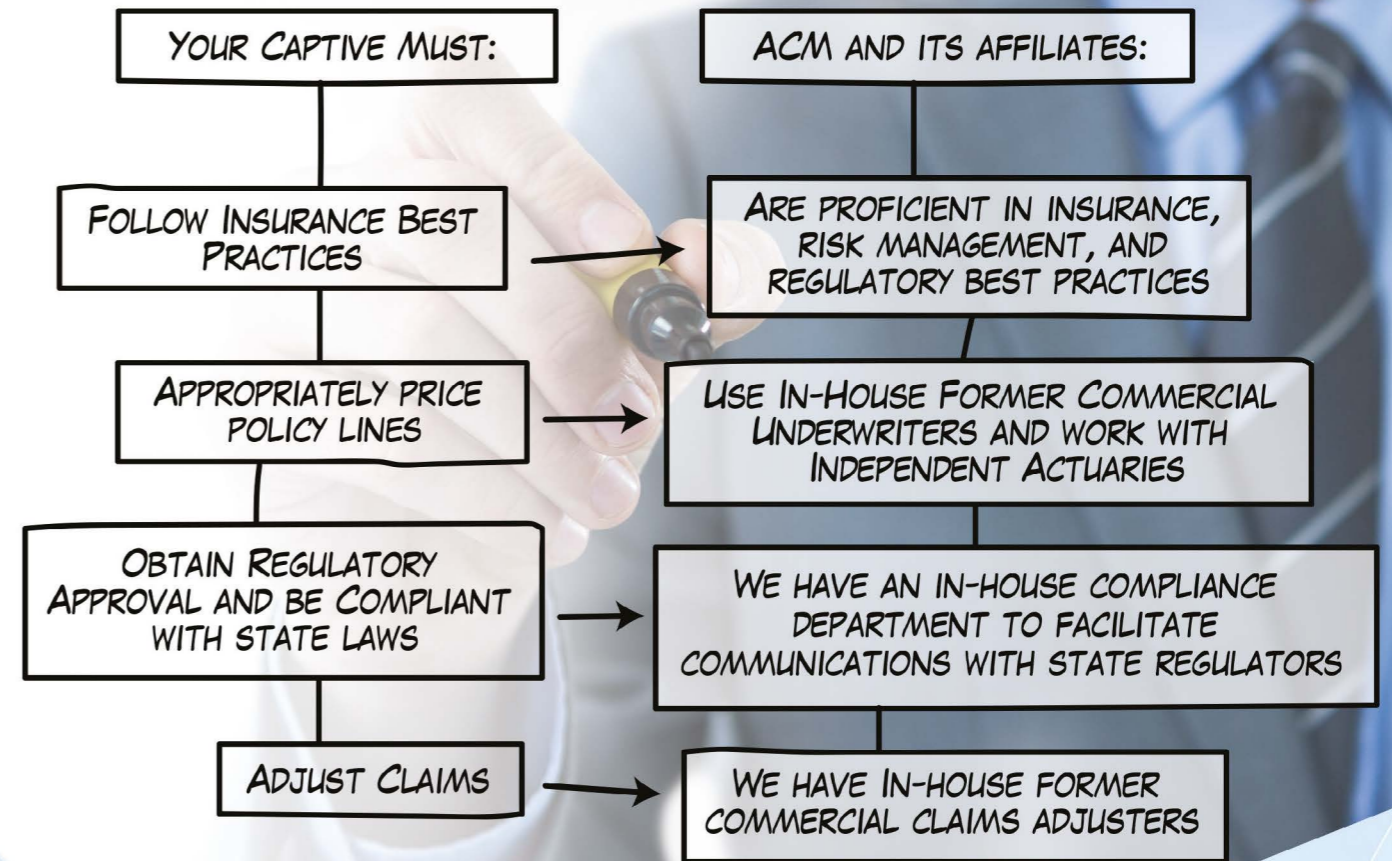 YOUR CAPTIVE MUST:
ACM AND ITS AFFILIATES:
FOLLOW INSURANCE BEST
PRACTICES
ARE PROFICIENT IN INSURANCE,
RISK MANAGEMENT, AND
REGULATORY BEST PRACTICES
APPROPRIATELY PRICE
POLICY LINES
USE IN-HOUSE FORMER COMMERCIAL
UNDERWRITERS AND WORK WITH
INDEPENDENT ACTUARIES
OBTAIN REGULATORY
APPROVAL AND BE COMPLIANT
WITH STATE LAWS
WE HAVE AN IN-HOUSE COMPLIANCE
DEPARTMENT TO FACILITATE
COMMUNICATIONS WITH STATE REGULATORS
ADJUST CLAIMS
WE HAVE IN-HOUSE FORMER
COMMERCIAL CLAIMS ADJUSTERS